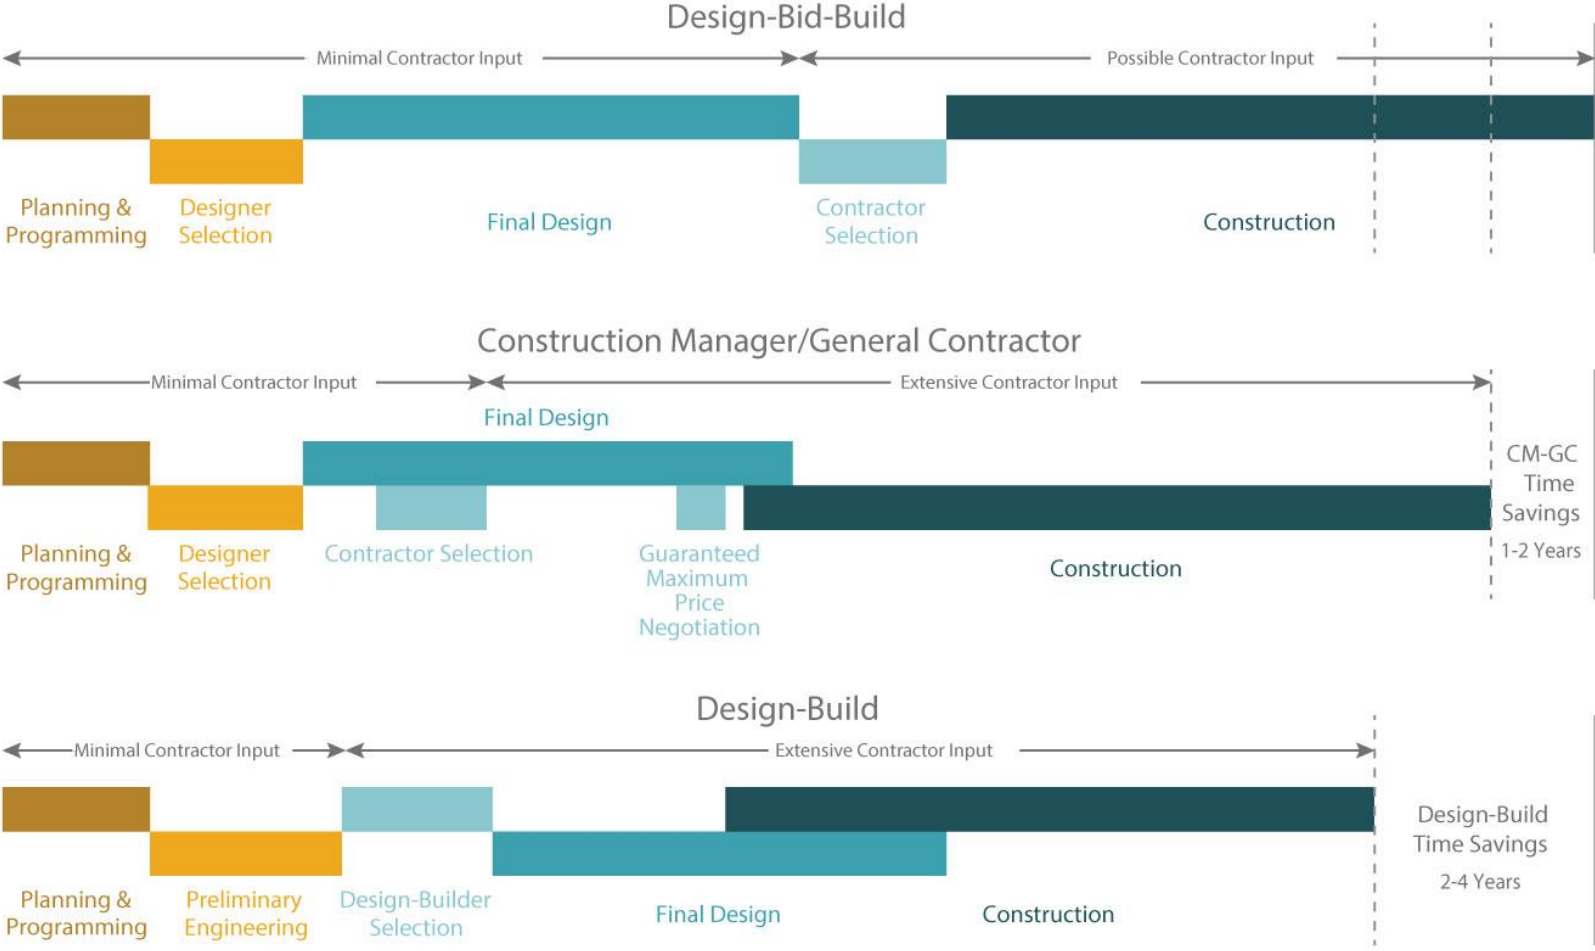 Design-Bid-Build
Minimal Contractor Input
Possible Contractor Input
Planning &
Programming
Designer
Selection
Final Design
Contractor
Selection
Construction
Construction Manager/General Contractor
Minimal Contractor Input
Extensive Contractor Input
Final Design
Planning &
Programming
Designer
Selection
Contractor Selection
Guaranteed
Maximum
Price
Negotiation
Construction
CM-GC
Time
Savings
1-2 Years
Design-Build
Minimal Contractor Input
Extensive Contractor Input
Planning &
Programming
Preliminary
Engineering
Design-Builder
Selection
Final Design
Construction
Design-Build
Time Savings
2-4 Years